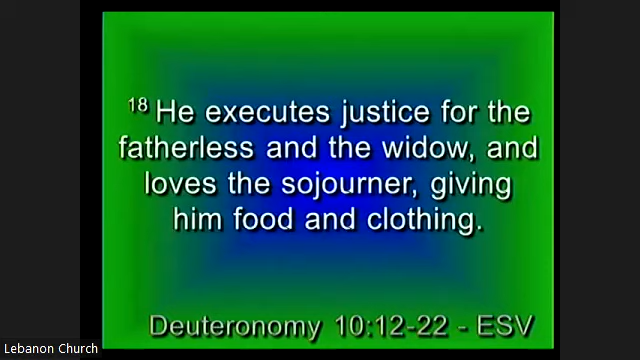 18 He executes justice for the
fatherless and the widow, and
loves the sojourner, giving
him food and clothing.
Deuteronomy 10:12-22 - ESV
Lebanon Church